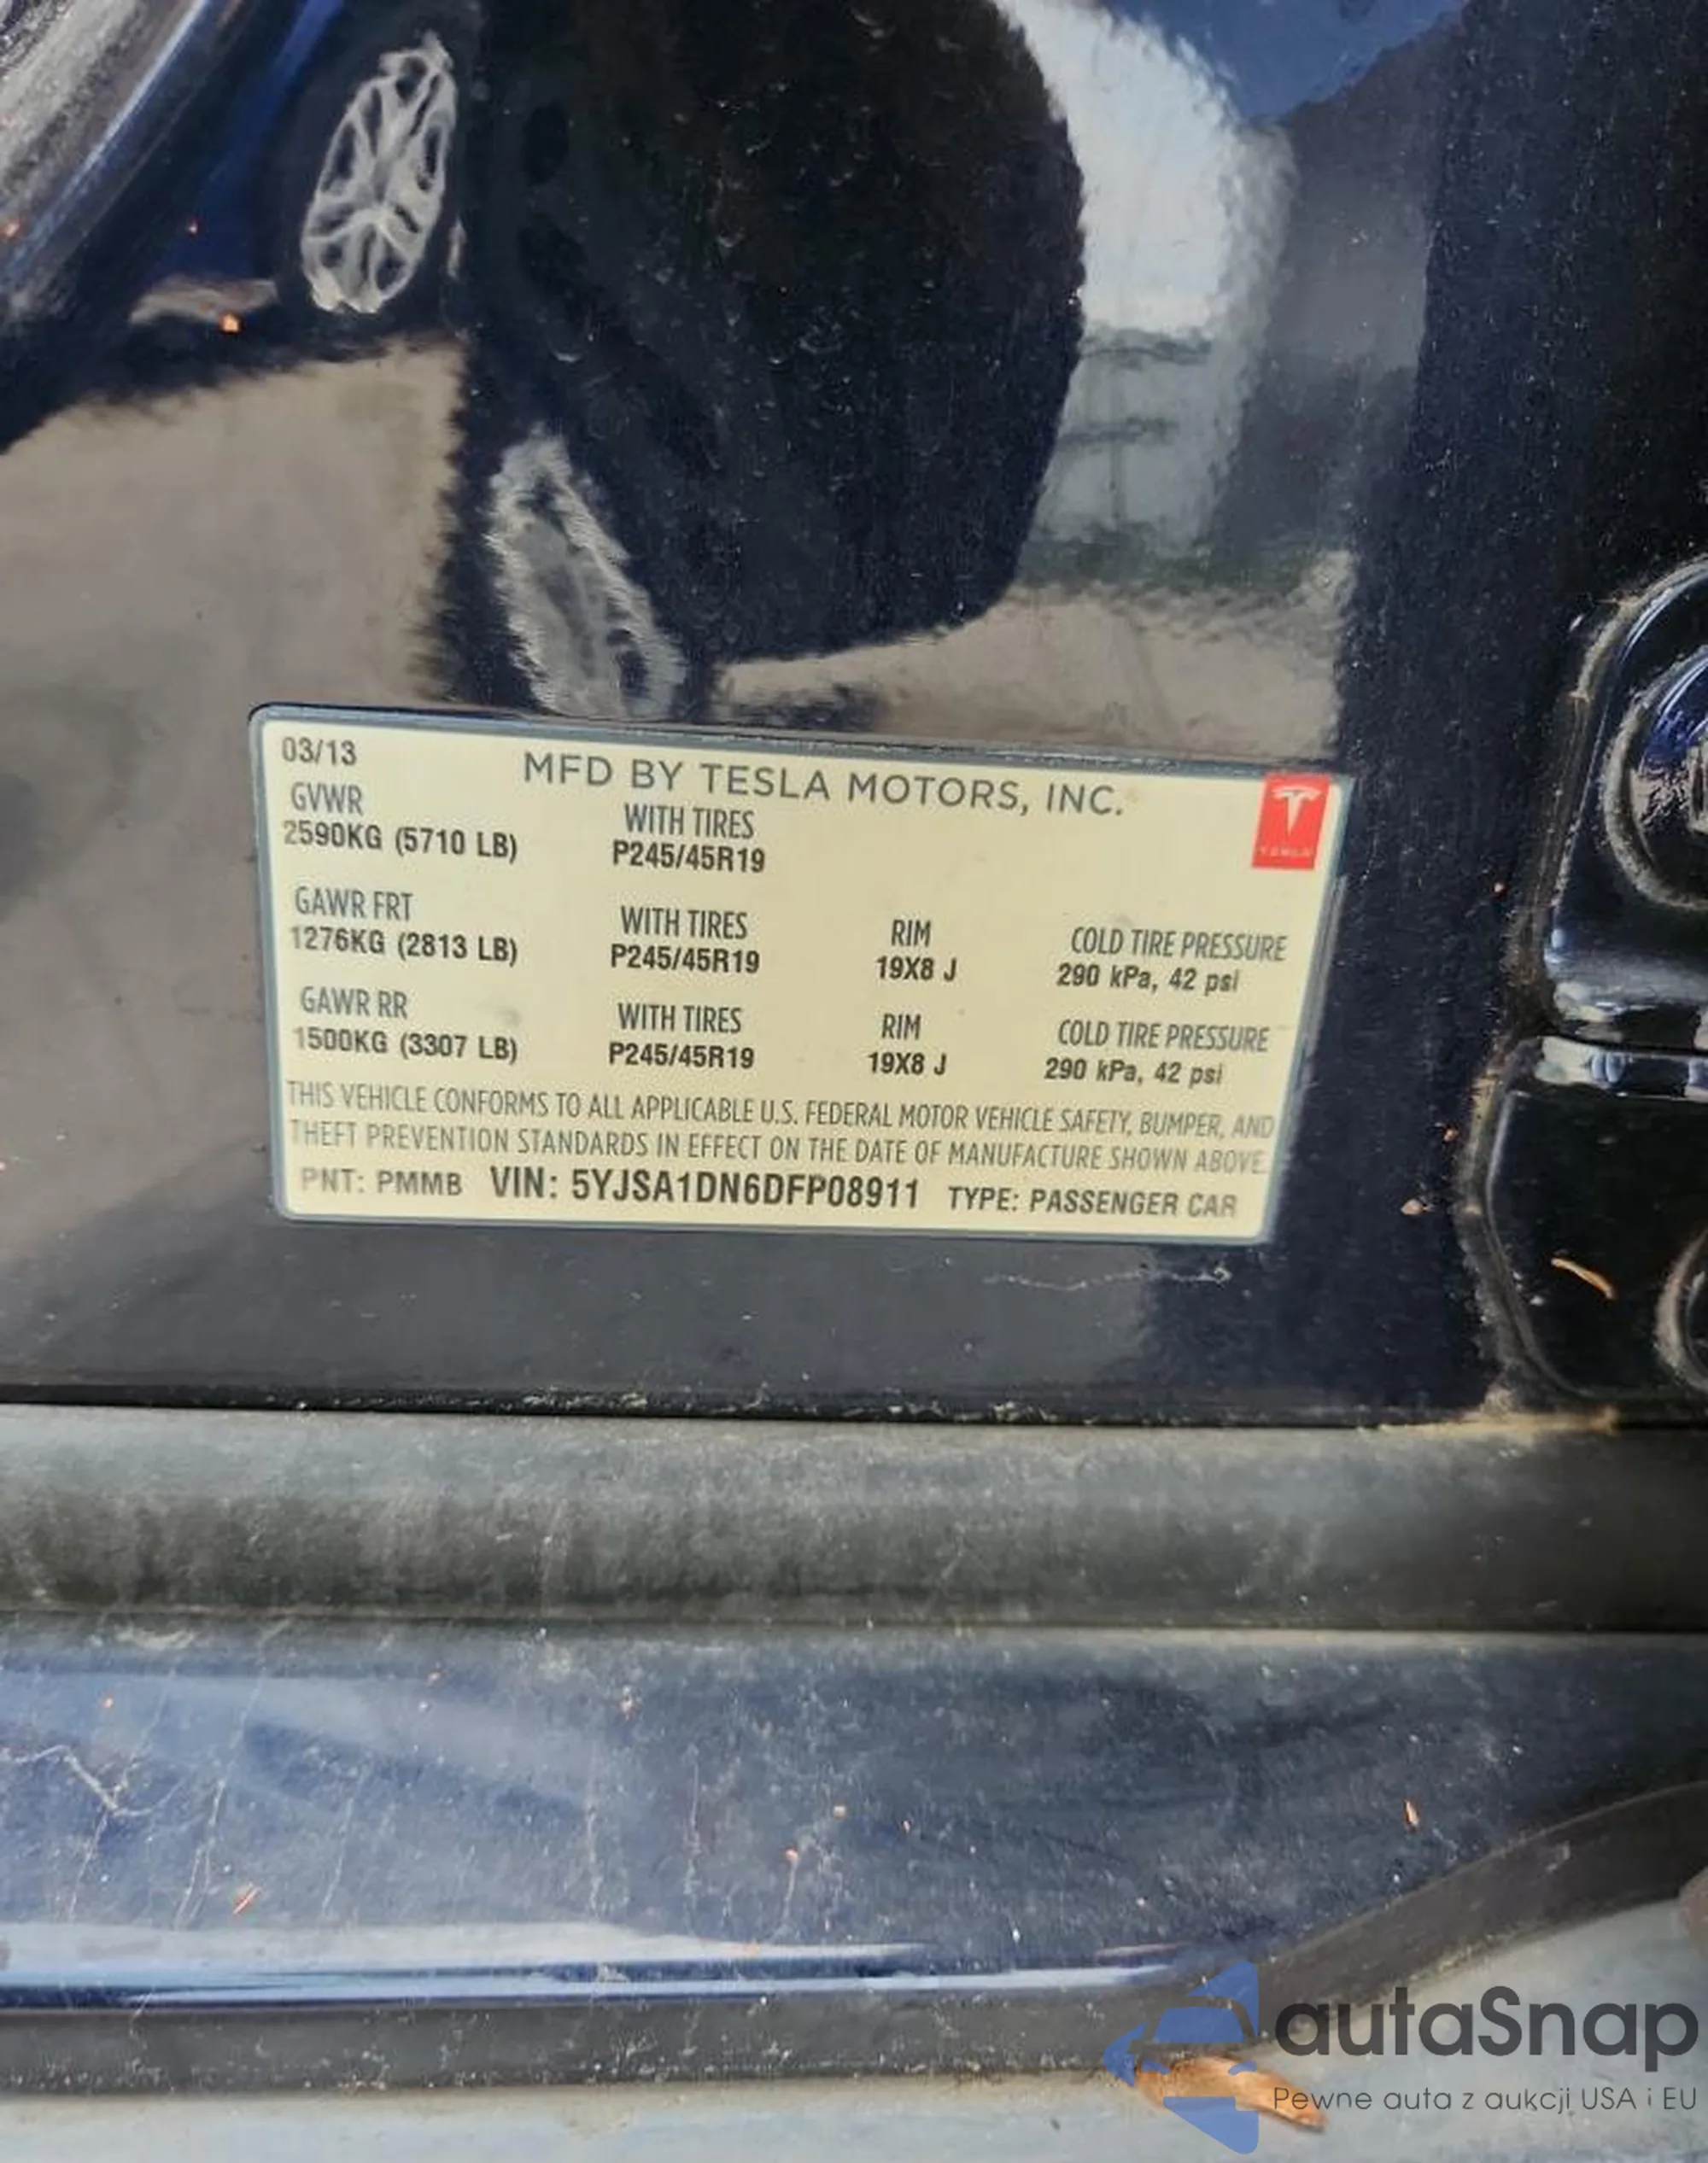 03/13
MFD BY TESLA MOTORS, INC.
TESLA
GVWR
2590KG (5710 LB)
WITH TIRES
P245/45R19
GAWR FRT
1276KG (2813 LB)
WITH TIRES
P245/45R19
RIM
19X8 J
COLD TIRE PRESSURE
290 kPa, 42 psi
GAWR RR
1500KG (3307 LB)
WITH TIRES
P245/45R19
RIM
19X8 J
COLD TIRE PRESSURE
290 kPa, 42 psi
THIS VEHICLE CONFORMS TO ALL APPLICABLE U.S. FEDERAL MOTOR VEHICLE SAFETY, BUMPER, AND
THEFT PREVENTION STANDARDS IN EFFECT ON THE DATE OF MANUFACTURE SHOWN ABOVE.
PNT: PMMB VIN: 5YJSA1DN6DFP08911 TYPE: PASSENGER CAR
autaSnap
Pewne auta z aukcji USA i EU